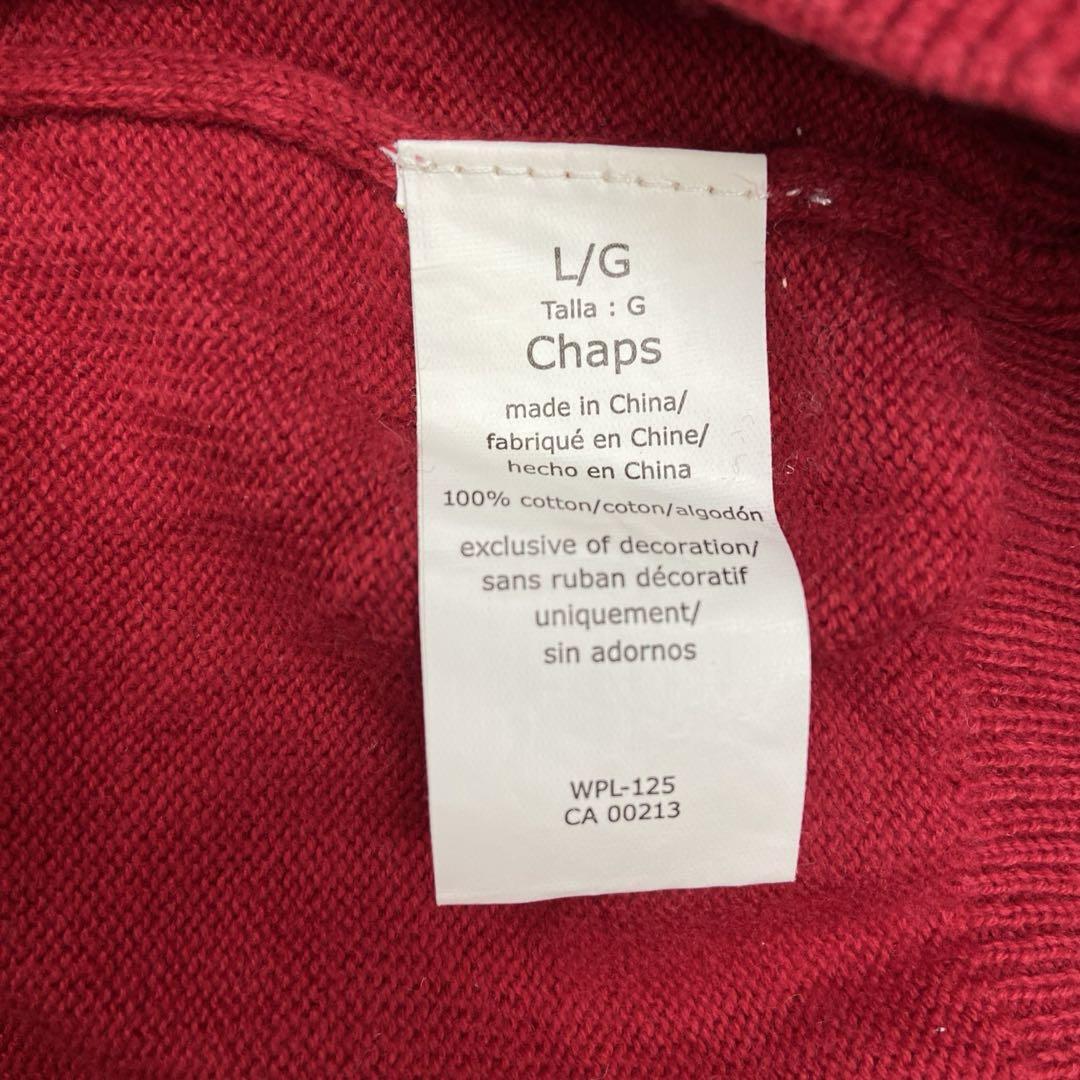 L/G
Talla : G
Chaps
made in China/
fabriqué en Chine/
hecho en China
100% cotton/coton/algodón
exclusive of decoration/
sans ruban décoratif
uniquement/
sin adornos
WPL-125
CA 00213